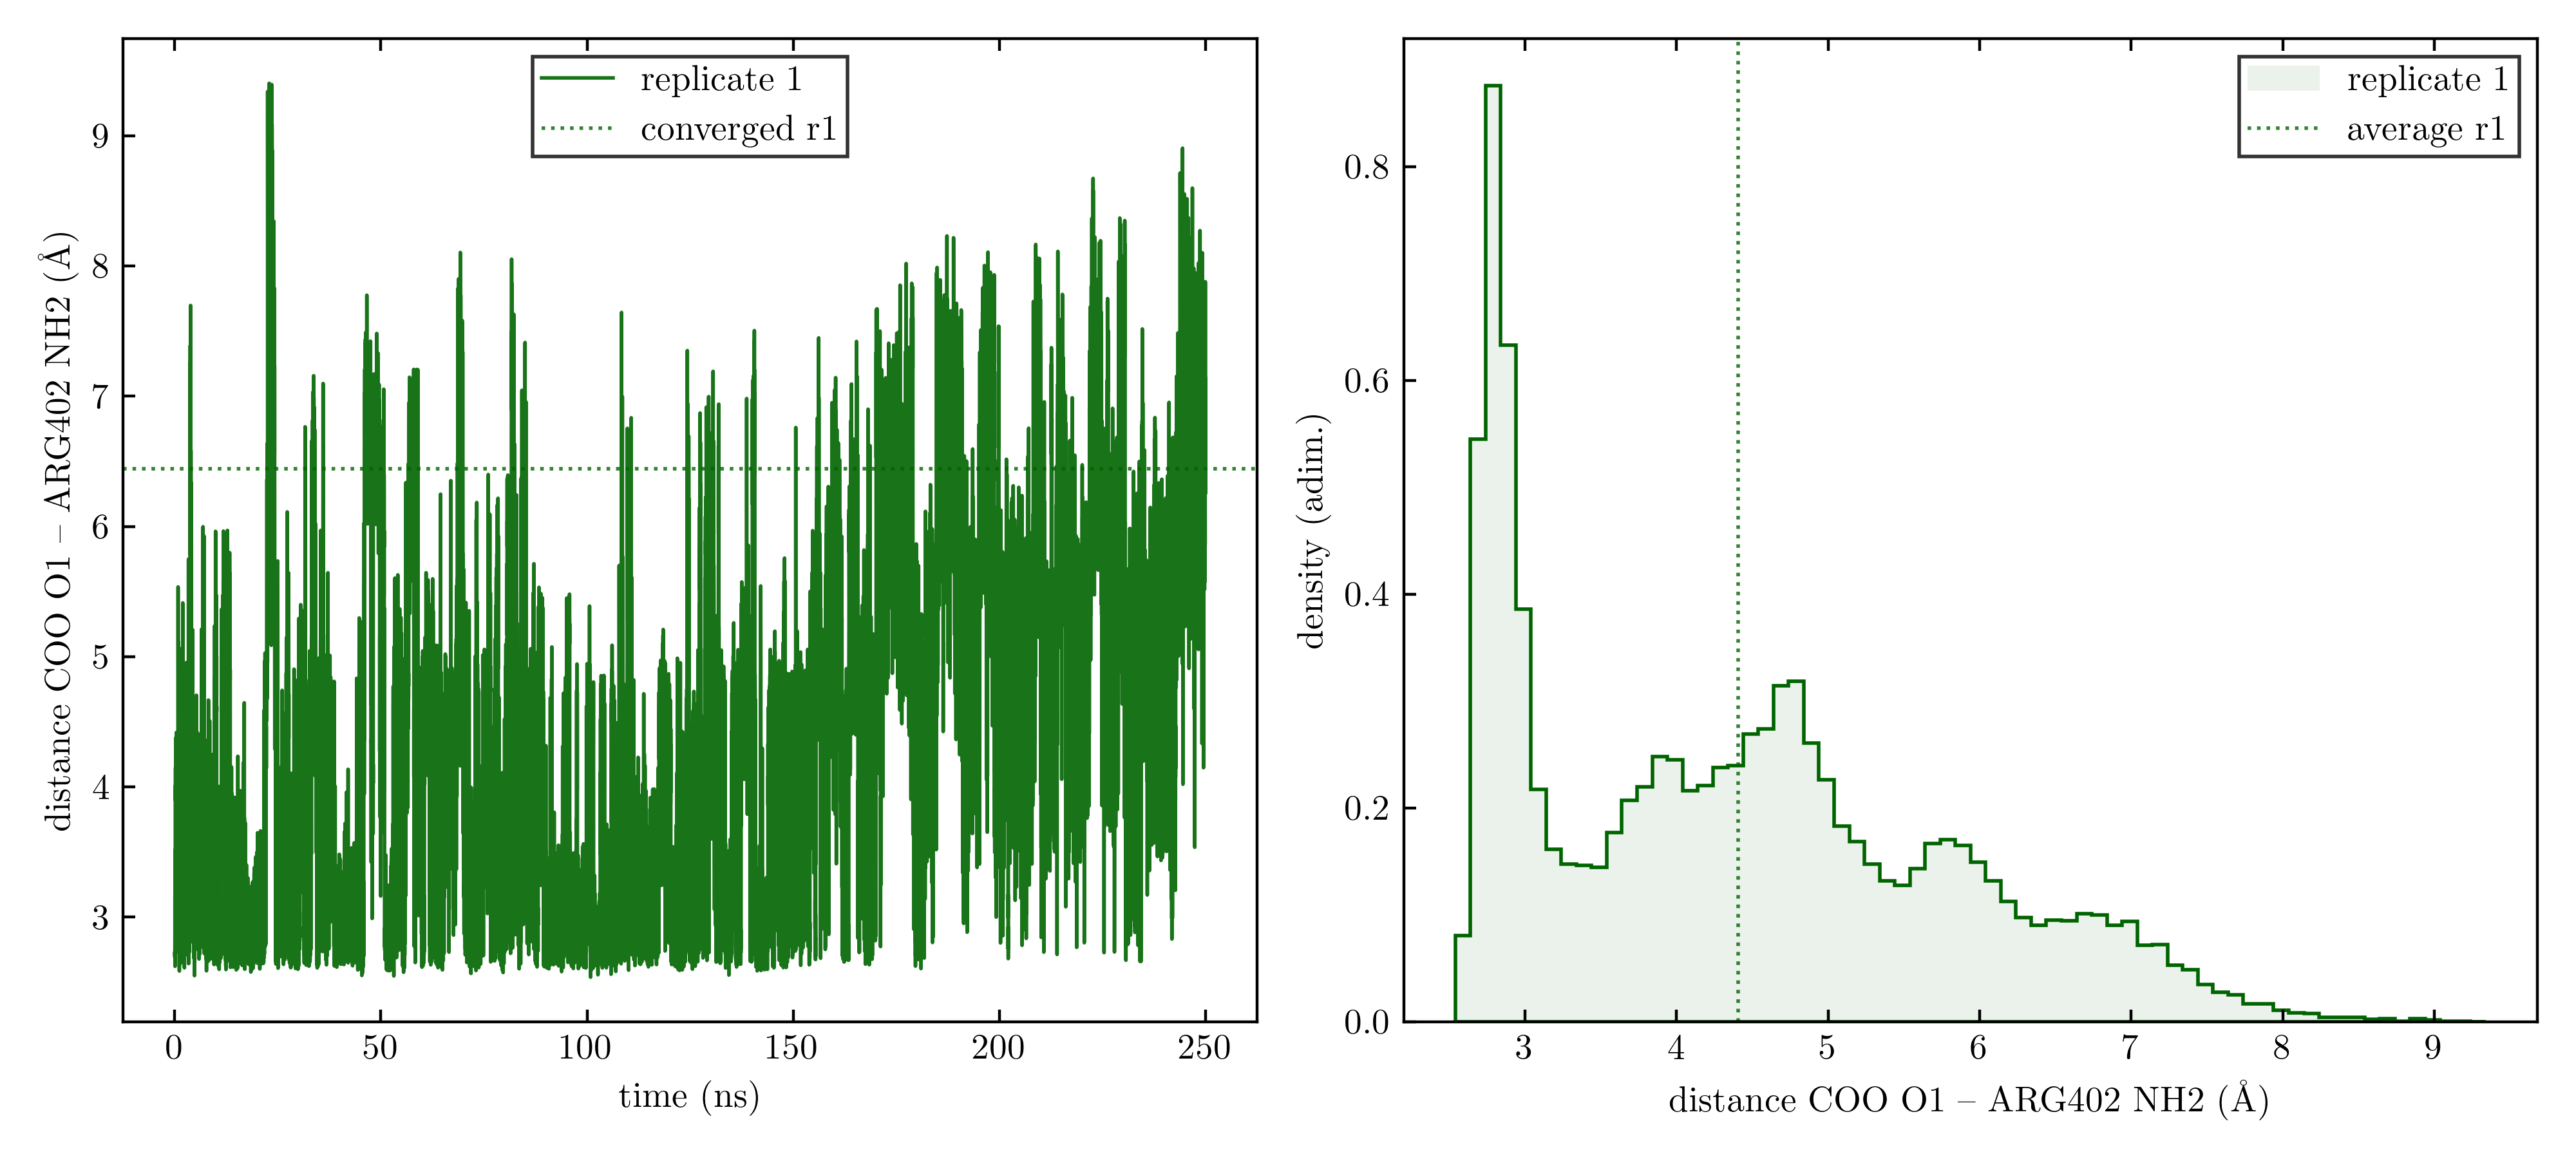 replicate 1
converged r1
distance COO O1 – ARG402 NH2 (Å)
9
8
7
6
5
4
3
0 50 100 150 200 250
time (ns)
replicate 1
average r1
density (adim.)
0.8
0.6
0.4
0.2
0.0
3 4 5 6 7 8 9
distance COO O1 – ARG402 NH2 (Å)